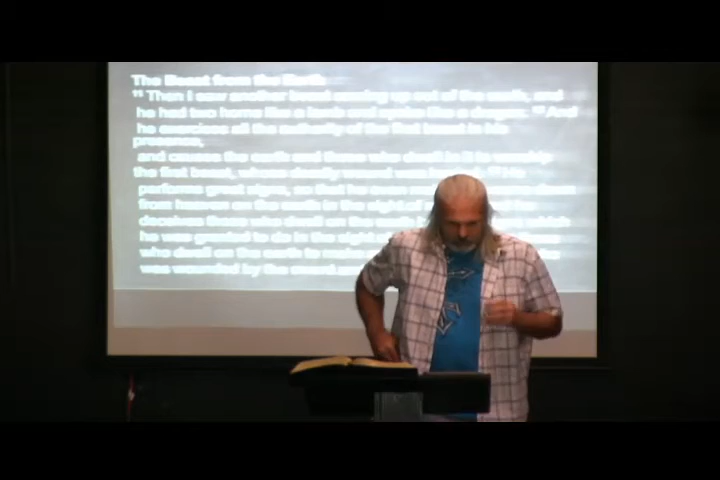 The Beast from the Earth
Then I saw another beast coming up out of the earth, and
he had two horns like a lamb and spoke like a dragon. And
he exercises all the authority of the first beast in his
presence,
and causes the earth and those who dwell in it to worship
the first beast, whose deadly wound was healed. He
performs great signs, so that he even makes come down
from heaven on the earth in the sight of
deceives those who dwell on the earth
he was granted to do in the sight
who dwell on the earth to
was wounded by the sword